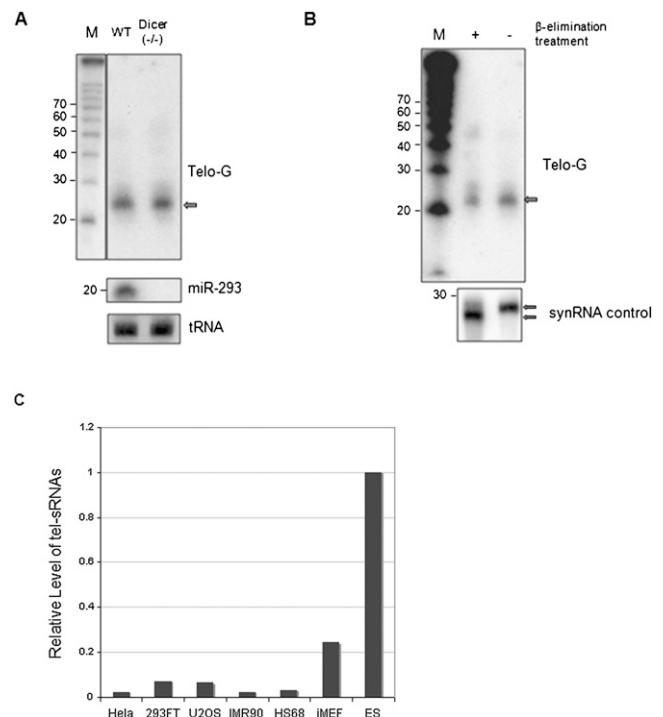 A
M
WT
Dicer
(-/-)
70
60
50
40
30
20
Telo-G
20
miR-293
tRNA
B
M
+
-
β-elimination
treatment
70
60
50
40
30
20
Telo-G
30
synRNA control
C
Relative Level of tel-sRNAs
1.2
1
0.8
0.6
0.4
0.2
0
Hela 293FT U2OS IMR90 HS68 iMEF ES